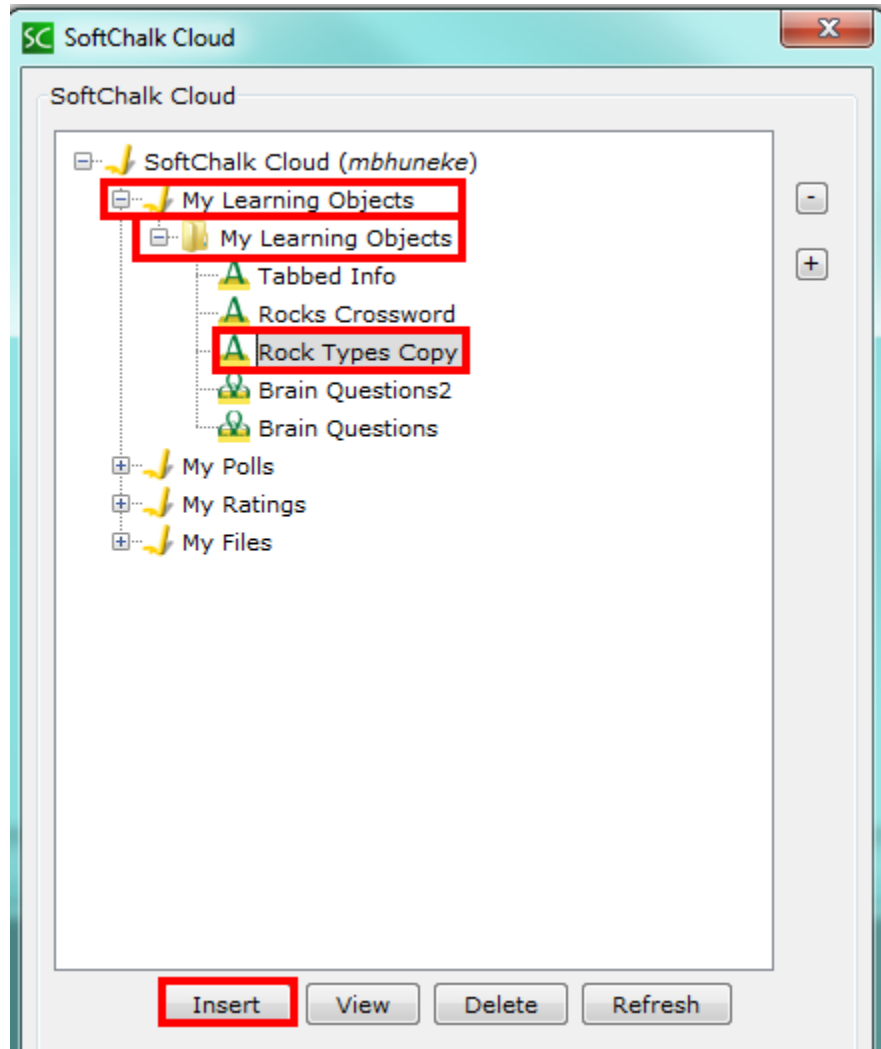 SC SoftChalk Cloud
SoftChalk Cloud
SoftChalk Cloud (mbhuneke)
My Learning Objects
My Learning Objects
A Tabbed Info
A Rocks Crossword
A Rock Types Copy
Brain Questions2
Brain Questions
My Polls
My Ratings
My Files
Insert View Delete Refresh